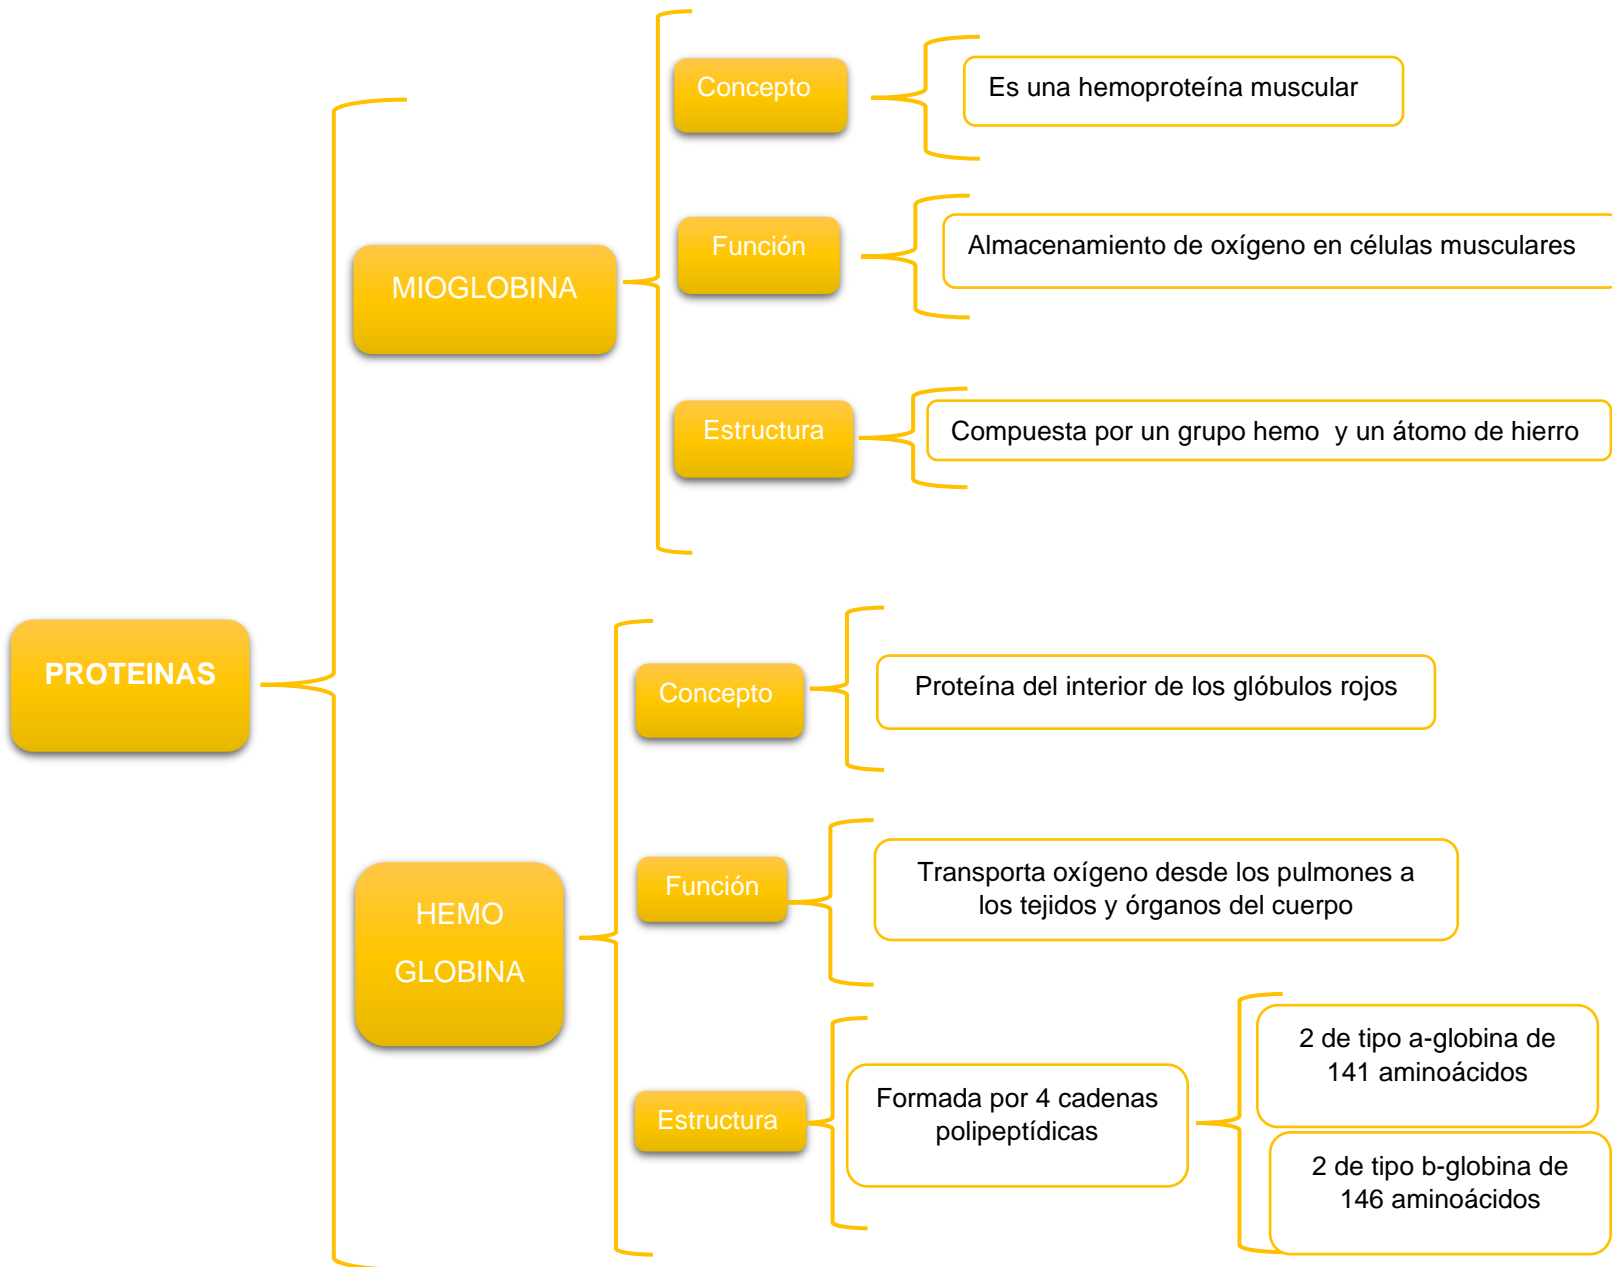 PROTEINAS
MIOGLOBINA
Concepto
Es una hemoproteína muscular
Función
Almacenamiento de oxígeno en células musculares
Estructura
Compuesta por un grupo hemo  y un átomo de hierro
HEMO
GLOBINA
Concepto
Proteína del interior de los glóbulos rojos
Función
Transporta oxígeno desde los pulmones a
los tejidos y órganos del cuerpo
Estructura
Formada por 4 cadenas
polipeptídicas
2 de tipo a-globina de
141 aminoácidos
2 de tipo b-globina de
146 aminoácidos